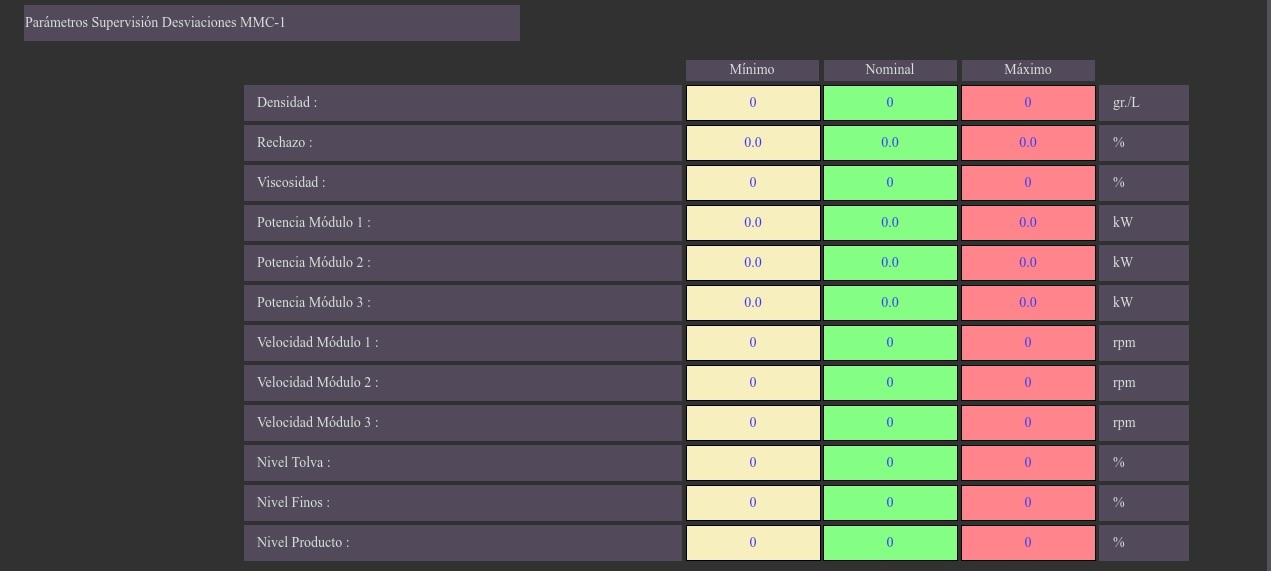 Parámetros Supervisión Desviaciones MMC-1
Mínimo Nominal Máximo
Densidad : 0 0 0 gr./L
Rechazo : 0.0 0.0 0.0 %
Viscosidad : 0 0 0 %
Potencia Módulo 1 : 0.0 0.0 0.0 kW
Potencia Módulo 2 : 0.0 0.0 0.0 kW
Potencia Módulo 3 : 0.0 0.0 0.0 kW
Velocidad Módulo 1 : 0 0 0 rpm
Velocidad Módulo 2 : 0 0 0 rpm
Velocidad Módulo 3 : 0 0 0 rpm
Nivel Tolva : 0 0 0 %
Nivel Finos : 0 0 0 %
Nivel Producto : 0 0 0 %